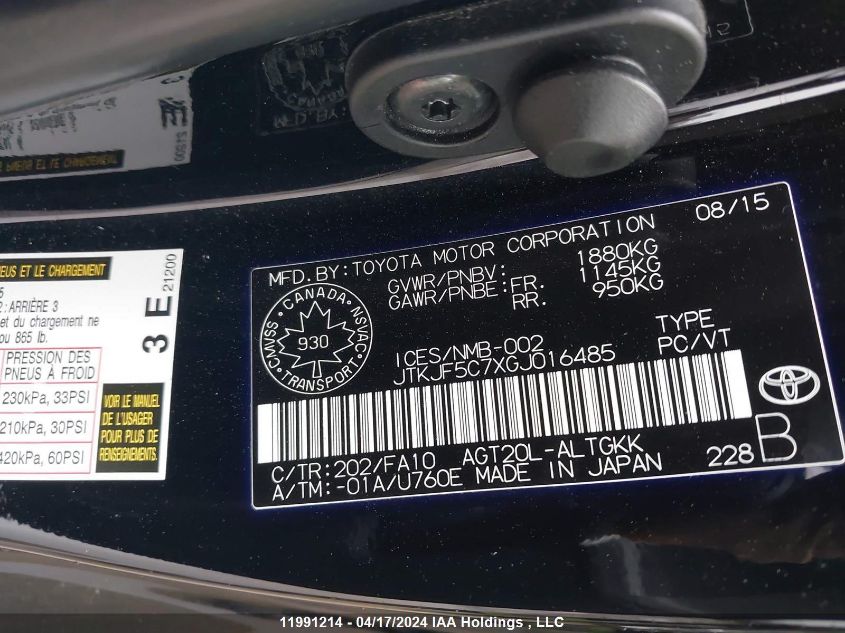 08/15
MFD. BY: TOYOTA MOTOR CORPORATION
GVWR/PNBV: 1880KG
GAWR/PNBE: FR. 1145KG
RR. 950KG
CANADA
CMVSS NSVAC
930
TRANSPORT
ICES/NMB-002
TYPE
JTKJF5C7XGJ016485
PC/VT
C/TR: 202/FA10 AGT20L-ALTGKK
A/TM: -01A/U760E MADE IN JAPAN
228 B
PNEUS ET LE CHARGEMENT
5
2 : ARRIÈRE 3
et du chargement ne
ou 865 lb.
3 E 21200
PRESSION DES
PNEUS À FROID
230kPa, 33PSI
210kPa, 30PSI
420kPa, 60PSI
VOIR LE MANUEL
DE L'USAGER
POUR PLUS DE
RENSEIGNEMENTS.
11991214 - 04/17/2024 IAA Holdings , LLC